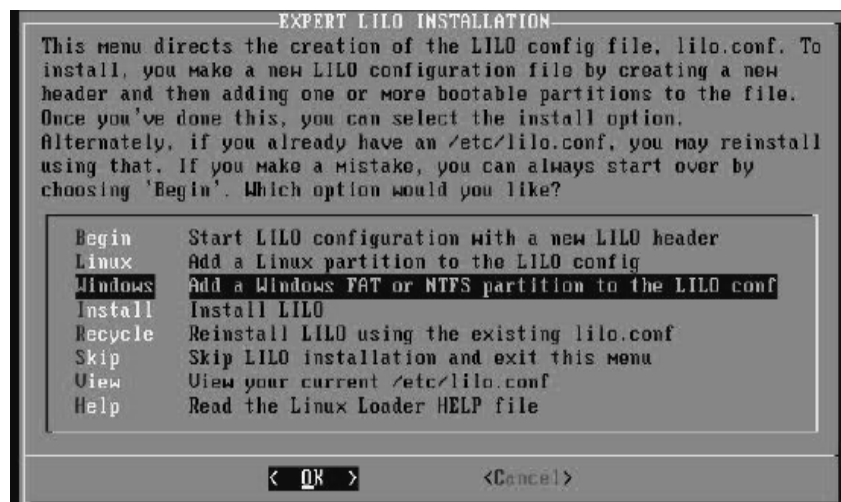 EXPERT LILO INSTALLATION
This menu directs the creation of the LILO config file, lilo.conf. To
install, you make a new LILO configuration file by creating a new
header and then adding one or more bootable partitions to the file.
Once you've done this, you can select the install option.
Alternately, if you already have an /etc/lilo.conf, you may reinstall
using that. If you make a mistake, you can always start over by
choosing 'Begin'. Which option would you like?
Begin Start LILO configuration with a new LILO header
Linux Add a Linux partition to the LILO config
Windows Add a Windows FAT or NTFS partition to the LILO conf
Install Install LILO
Recycle Reinstall LILO using the existing lilo.conf
Skip Skip LILO installation and exit this menu
View View your current /etc/lilo.conf
Help Read the Linux Loader HELP file
< OK > <Cancel>